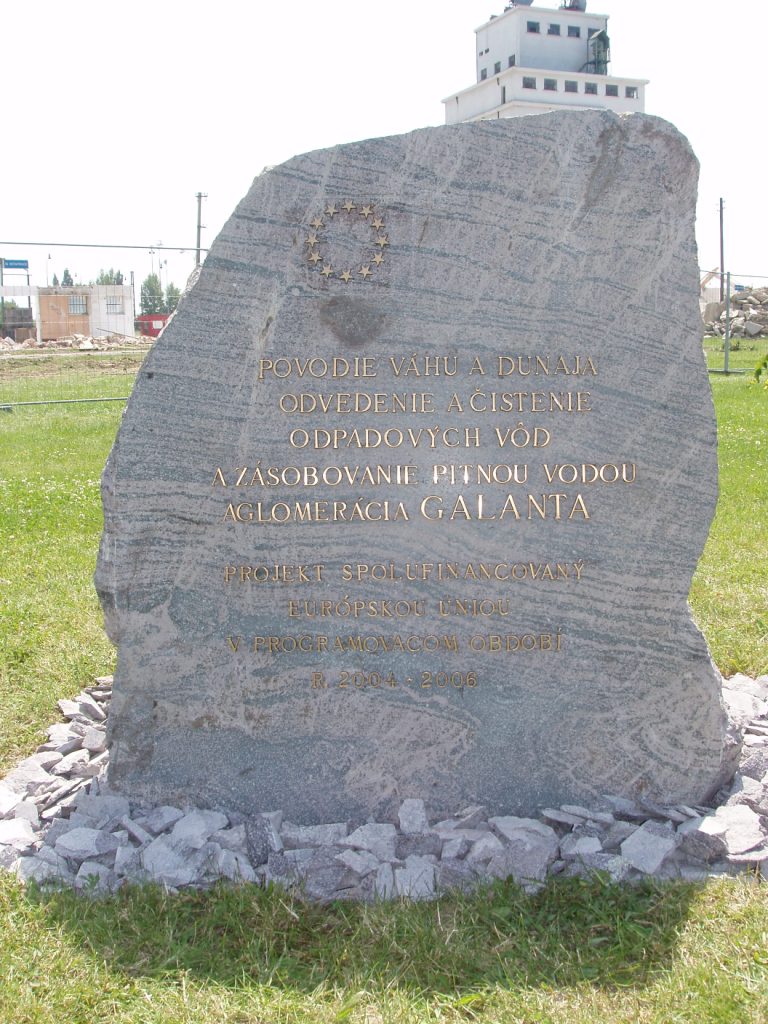 POVODIE VÁHU A DUNAJA
ODVEDENIE A ČISTENIE
ODPADOVÝCH VÔD
A ZÁSOBOVANIE PITNOU VODOU
AGLOMERÁCIA GALANTA
PROJEKT SPOLUFINANCOVANÝ
EURÓPSKOU ÚNIOU
V PROGRAMOVACOM OBDOBÍ
R. 2004 - 2006